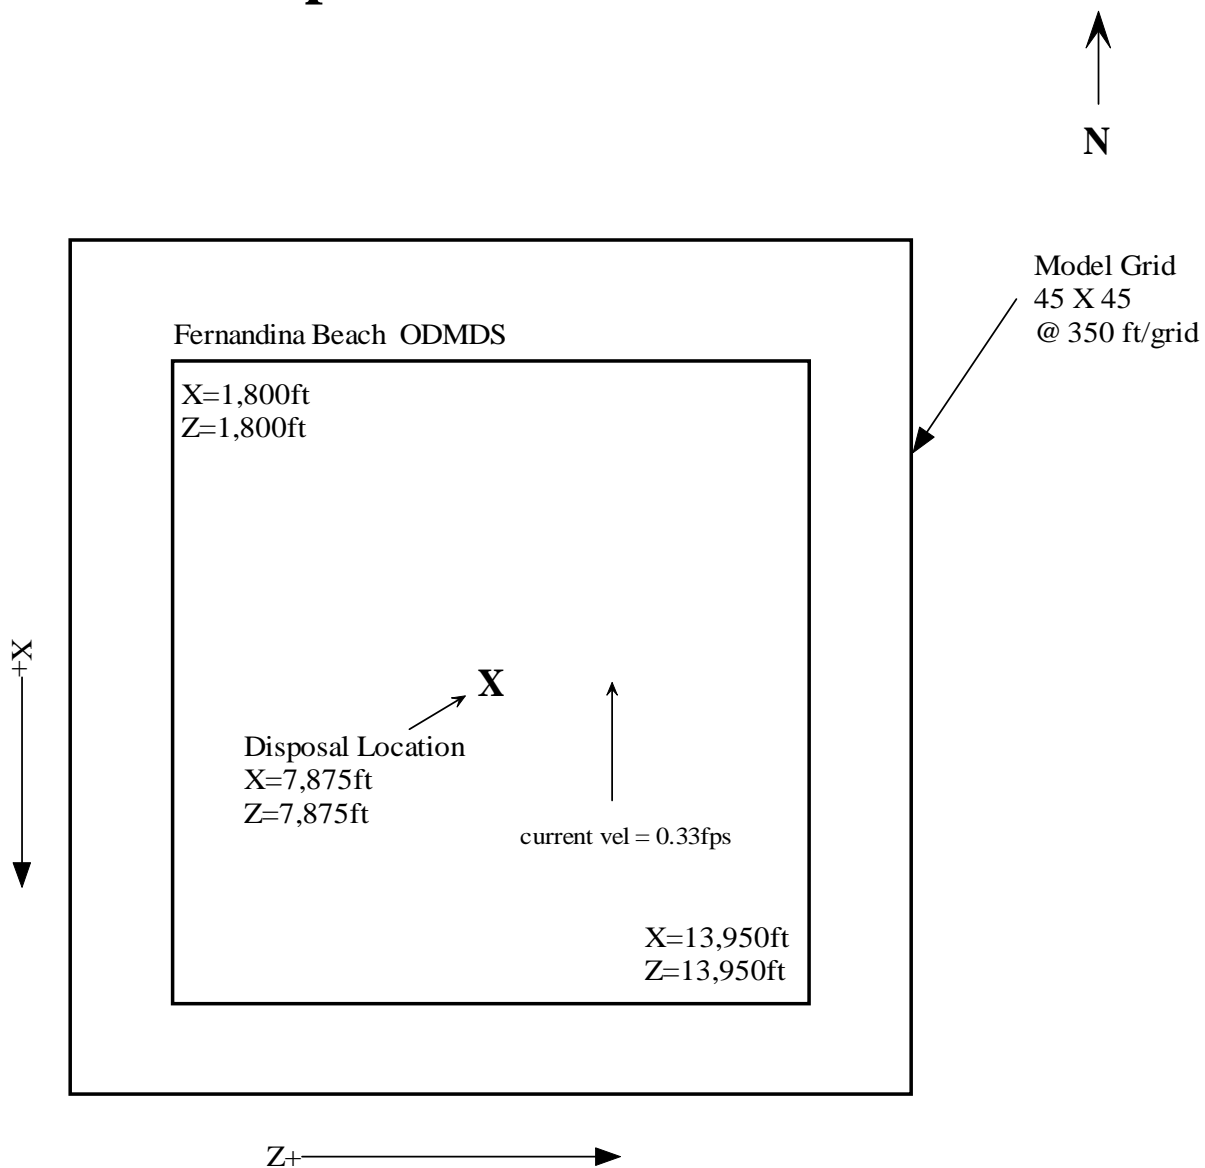 N
Model Grid
45 X 45
@ 350 ft/grid
Fernandina Beach ODMDS
X=1,800ft
Z=1,800ft
+X
X
Disposal Location
X=7,875ft
Z=7,875ft
current vel = 0.33fps
X=13,950ft
Z=13,950ft
Z+